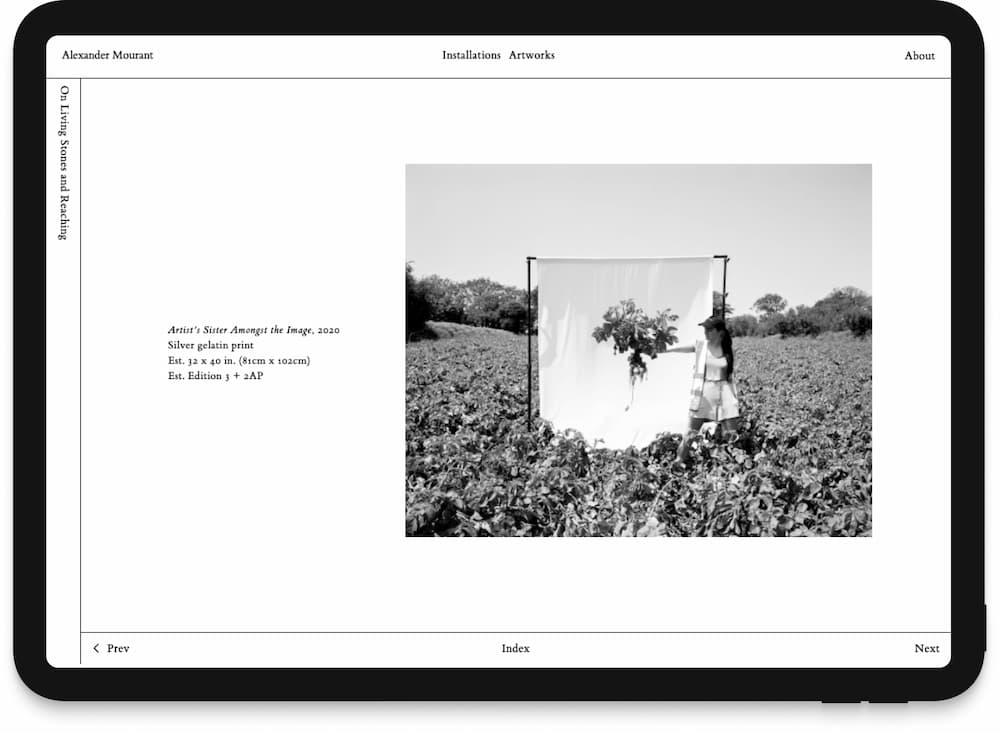 Alexander Mourant
Installations Artworks
About
On Living Stones and Reaching
Artist's Sister Amongst the Image, 2020
Silver gelatin print
Est. 32 x 40 in. (81cm x 102cm)
Est. Edition 3 + 2AP
Prev
Index
Next